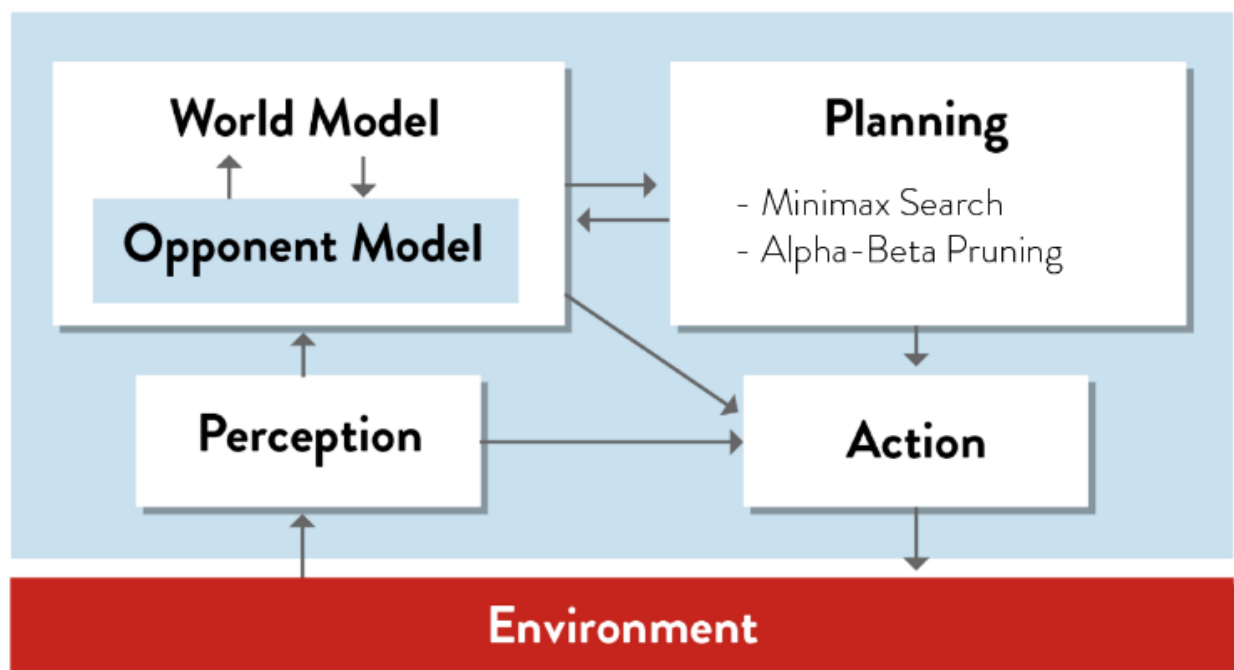 World Model
Opponent Model
Planning
- Minimax Search
- Alpha-Beta Pruning
Perception
Action
Environment